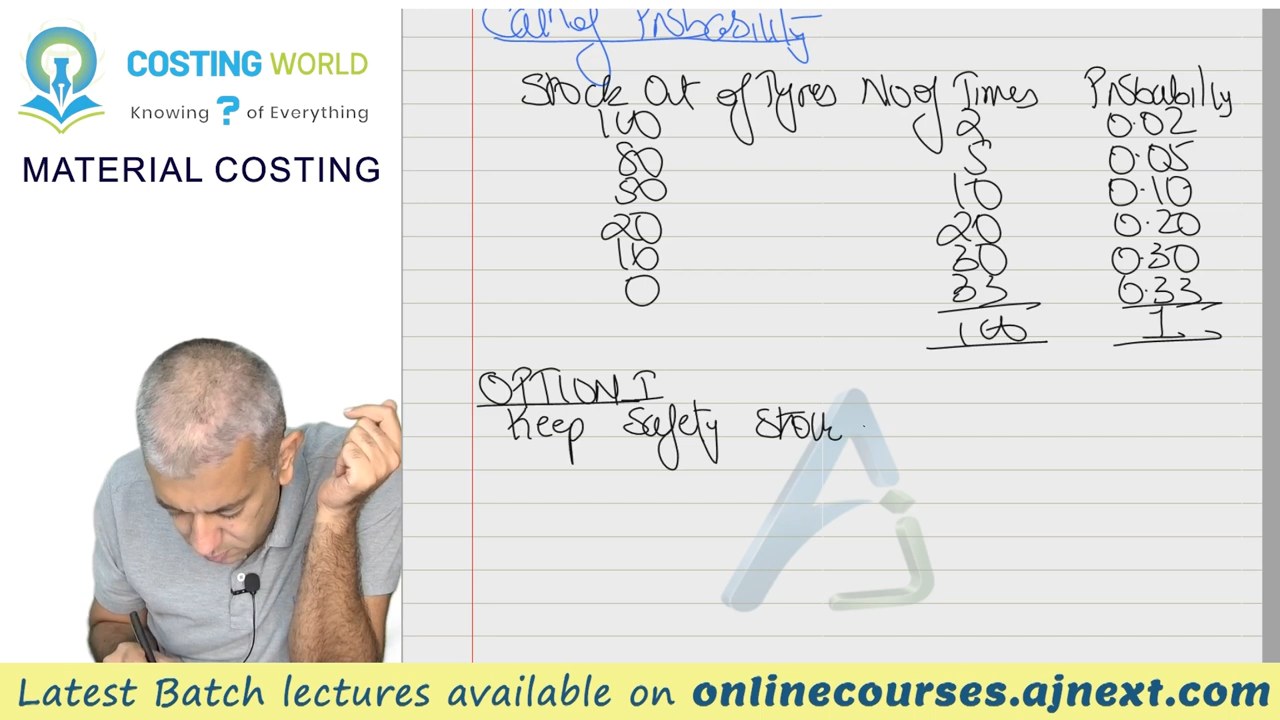 COSTING WORLD
Knowing ? of Everything
MATERIAL COSTING
Caln of Probability
Stock Out of Tyres No of Times Probability
100 2 0.02
80 5 0.05
50 10 0.10
20 20 0.20
10 30 0.30
0 33 0.33
100 1
OPTION I
Keep Safety Stock
Latest Batch lectures available on onlinecourses.ajnext.com